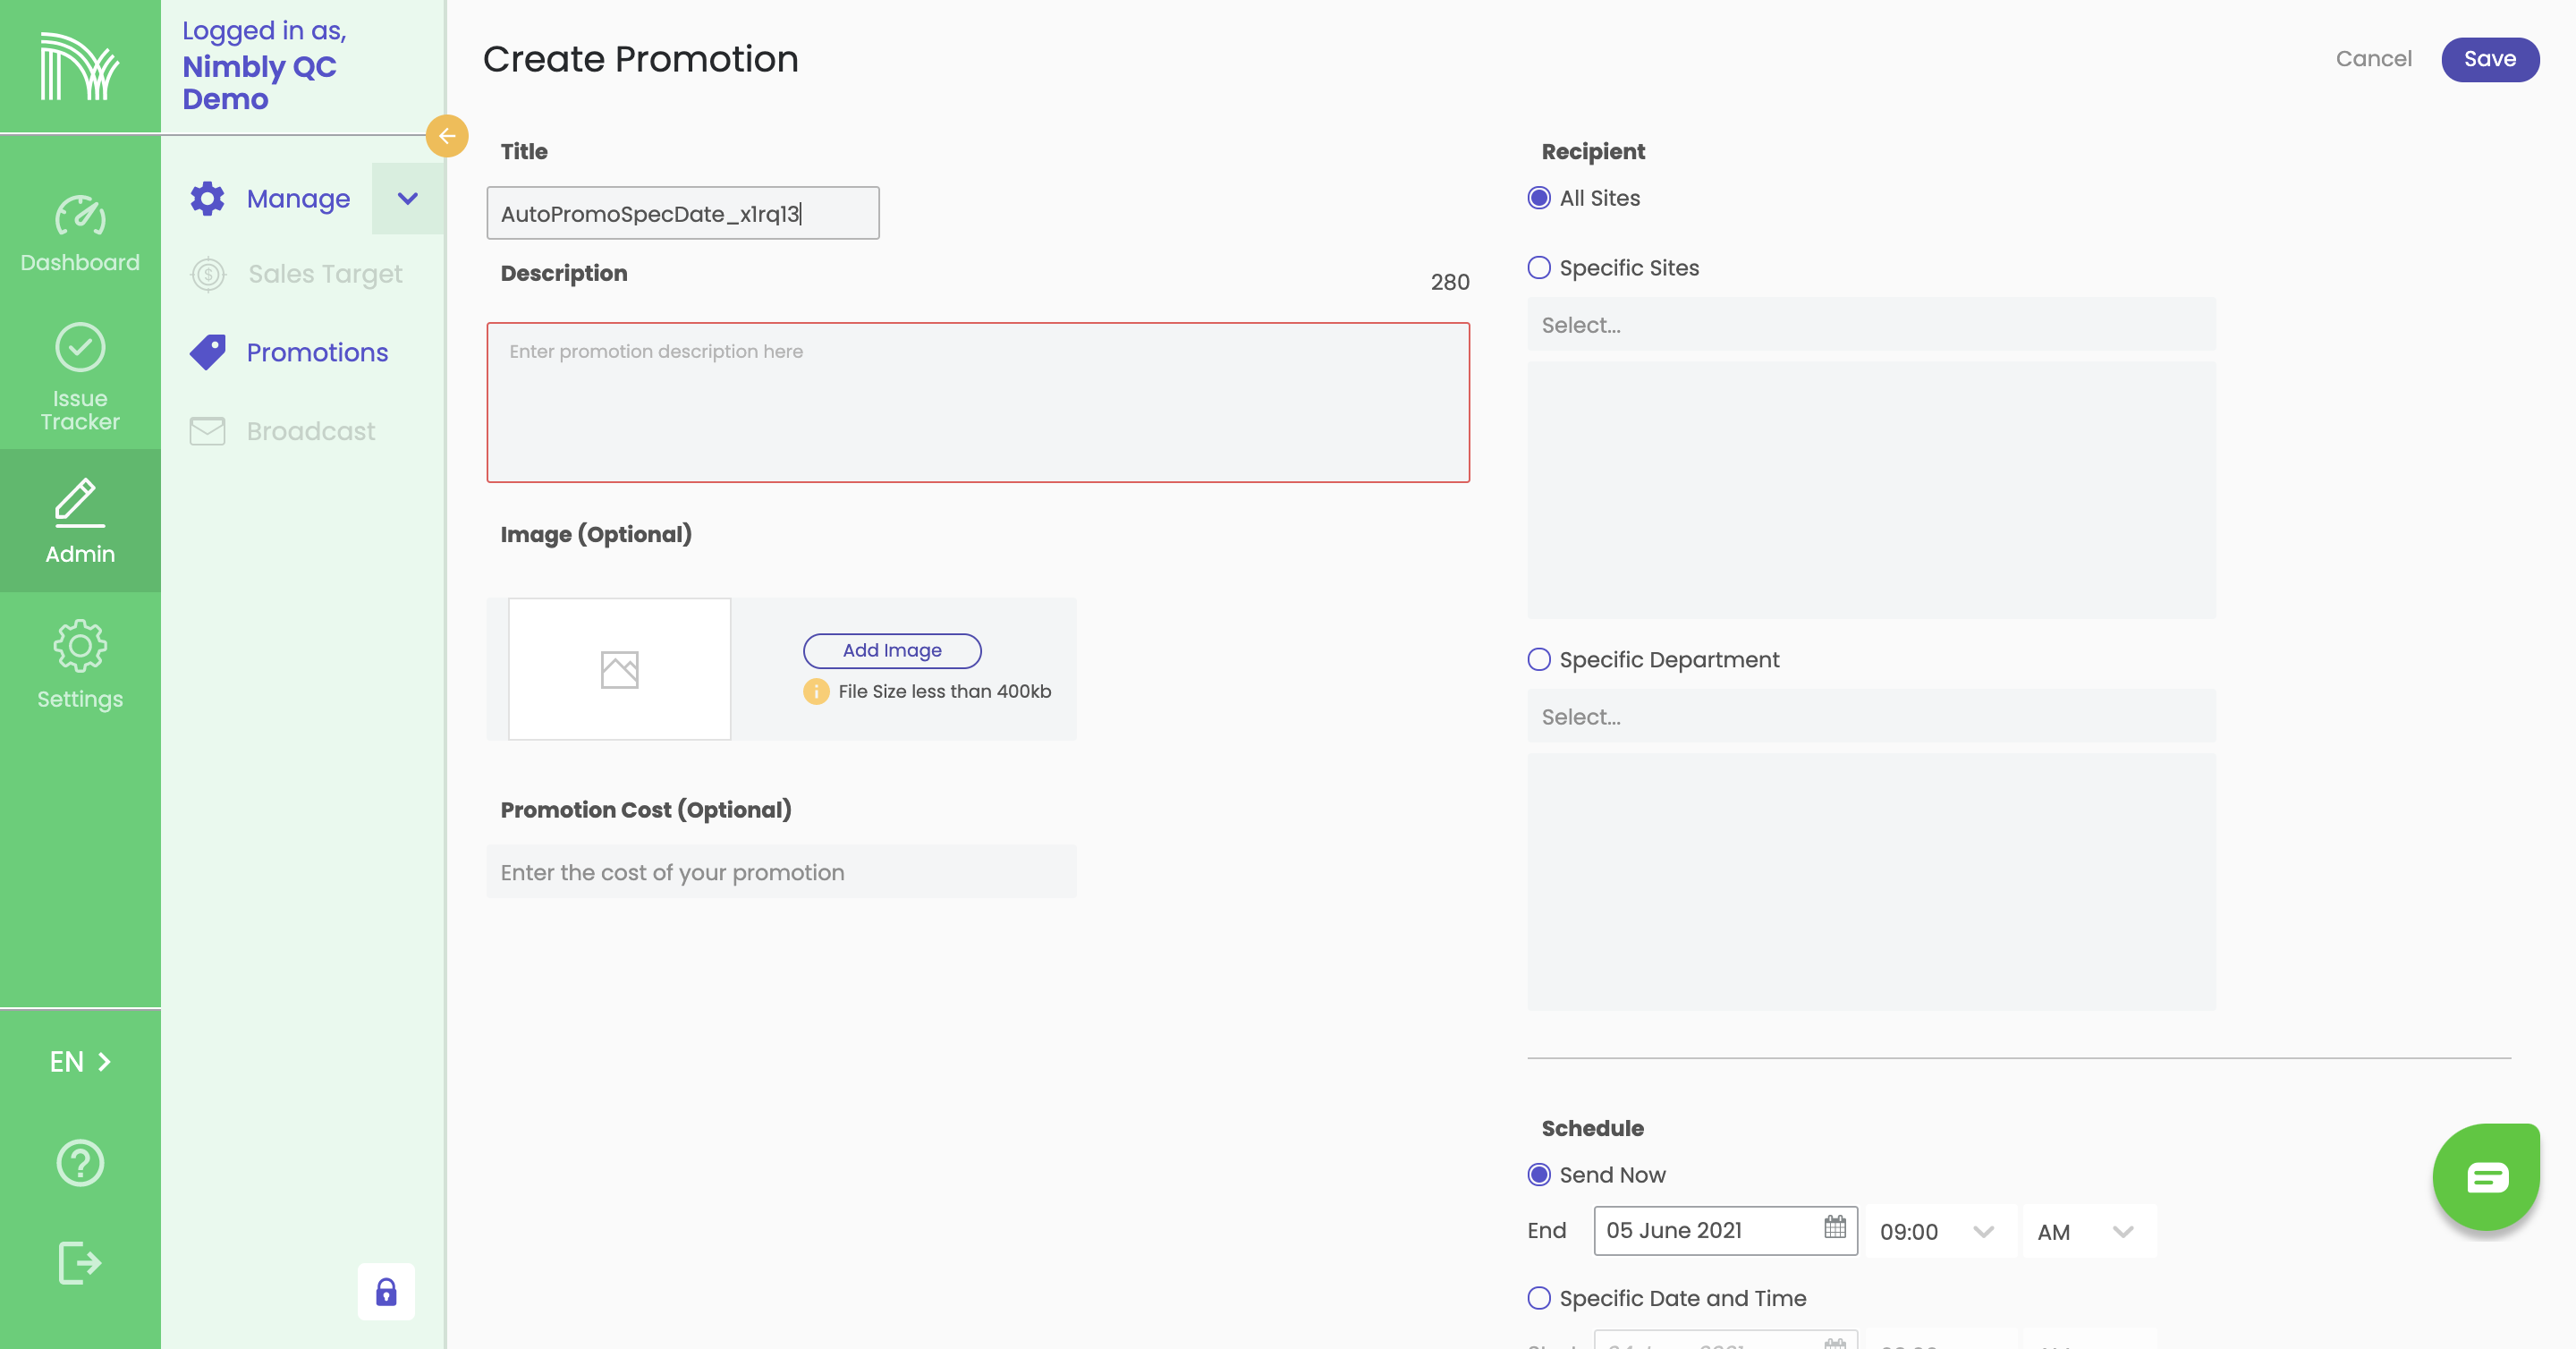 Logged in as,
Nimbly QC
Demo
Dashboard
Issue
Tracker
Admin
Settings
EN
Manage
Sales Target
Promotions
Broadcast
Create Promotion
Cancel
Save
Title
AutoPromoSpecDate_x1rq13
Description
280
Enter promotion description here
Image (Optional)
Add Image
File Size less than 400kb
Promotion Cost (Optional)
Enter the cost of your promotion
Recipient
All Sites
Specific Sites
Select...
Specific Department
Select...
Schedule
Send Now
End 05 June 2021 09:00 AM
Specific Date and Time